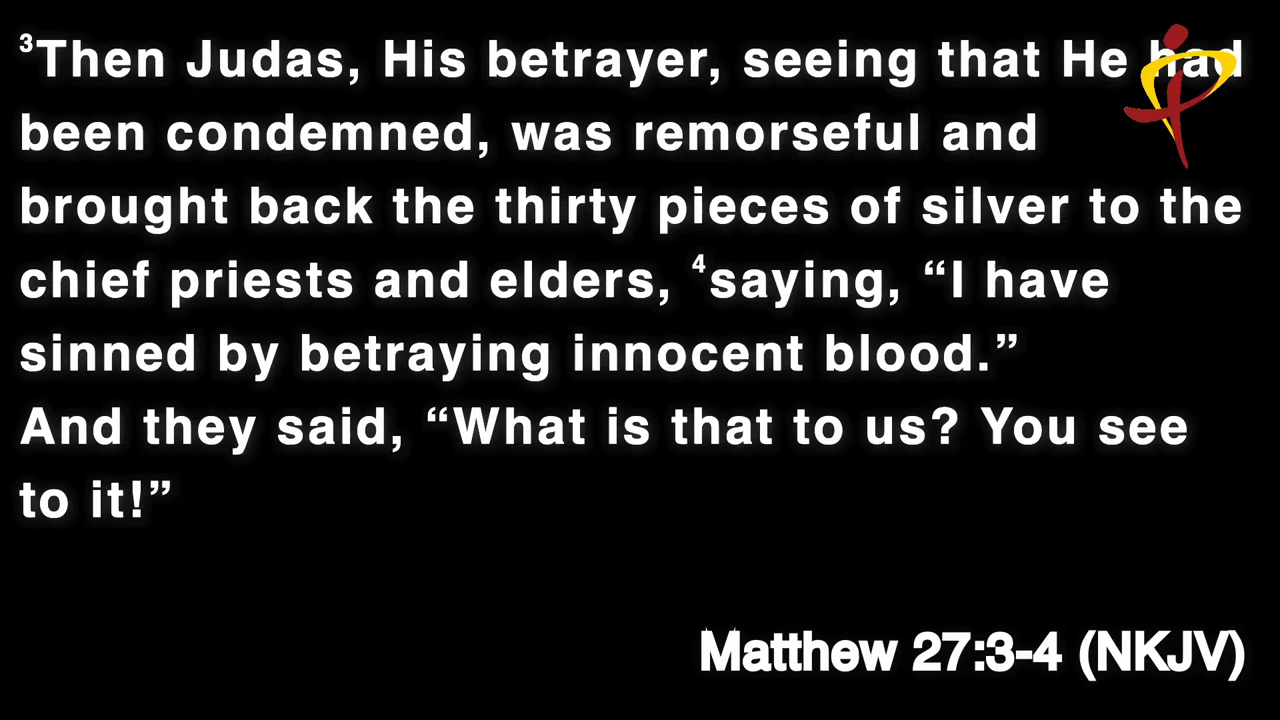 ³Then Judas, His betrayer, seeing that He had
been condemned, was remorseful and
brought back the thirty pieces of silver to the
chief priests and elders, ⁴saying, “I have
sinned by betraying innocent blood.”
And they said, “What is that to us? You see
to it!”
Matthew 27:3-4 (NKJV)